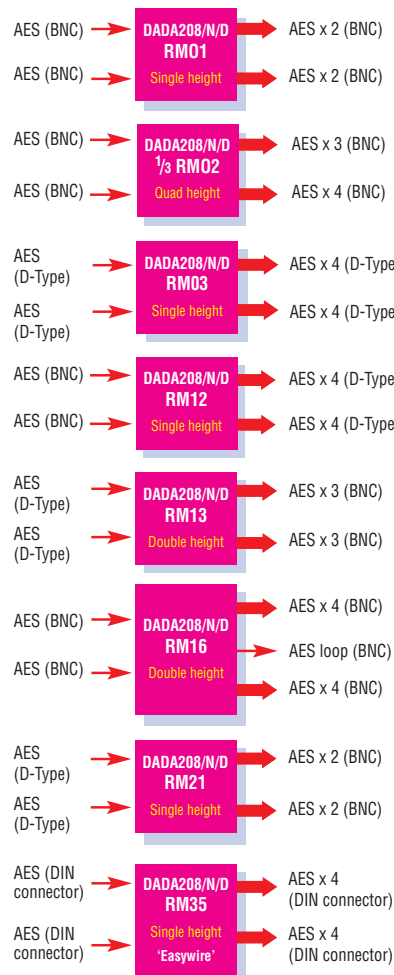 AES (BNC)
DADA208/N/D
RM01
Single height
AES x 2 (BNC)
AES (BNC)
AES x 2 (BNC)
AES (BNC)
DADA208/N/D
1/3 RM02
Quad height
AES x 3 (BNC)
AES (BNC)
AES x 4 (BNC)
AES
(D-Type)
DADA208/N/D
RM03
Single height
AES x 4 (D-Type
AES
(D-Type)
AES x 4 (D-Type
AES (BNC)
DADA208/N/D
RM12
Single height
AES x 4 (D-Type
AES (BNC)
AES x 4 (D-Type
AES
(D-Type)
DADA208/N/D
RM13
Double height
AES x 3 (BNC)
AES
(D-Type)
AES x 3 (BNC)
AES (BNC)
DADA208/N/D
RM16
Double height
AES x 4 (BNC)
AES loop (BNC)
AES (BNC)
AES x 4 (BNC)
AES
(D-Type)
DADA208/N/D
RM21
Single height
AES x 2 (BNC)
AES
(D-Type)
AES x 2 (BNC)
AES (DIN
connector)
DADA208/N/D
RM35
Single height
'Easywire'
AES x 4
(DIN connector)
AES (DIN
connector)
AES x 4
(DIN connector)